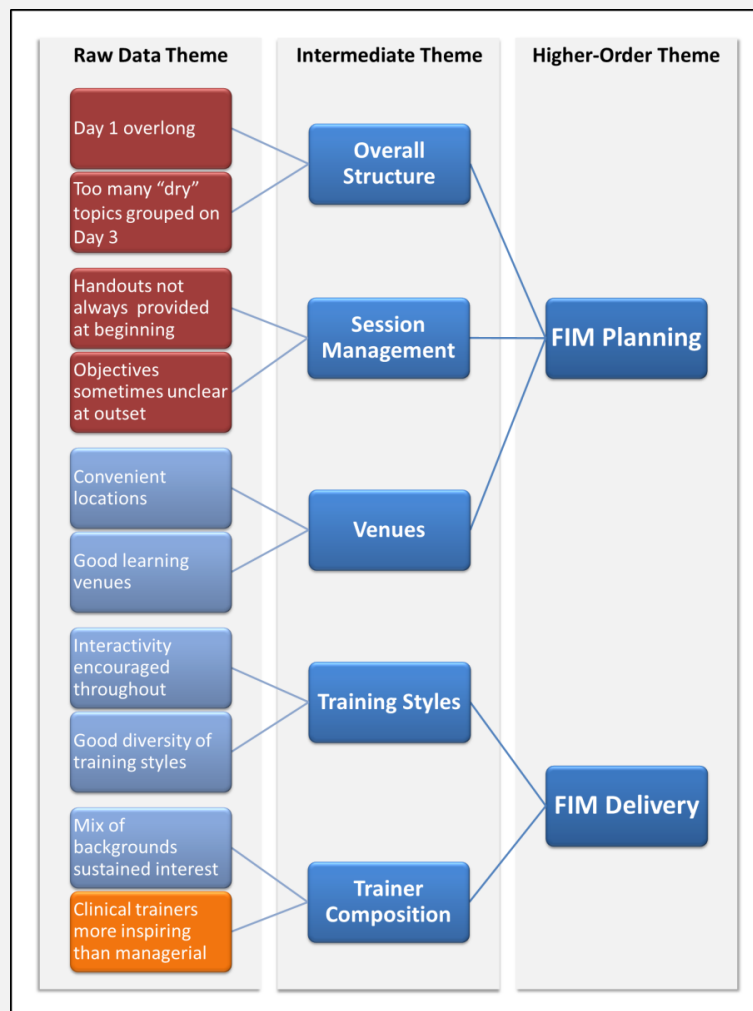 Raw Data Theme
Intermediate Theme
Higher-Order Theme
Day 1 overlong
Too many “dry”
topics grouped on
Day 3
Handouts not
always  provided
at beginning
Objectives
sometimes unclear
at outset
Convenient
locations
Good learning
venues
Interactivity
encouraged
throughout
Good diversity of
training styles
Mix of
backgrounds
sustained interest
Clinical trainers
more inspiring
than managerial
Overall
Structure
Session
Management
Venues
Training Styles
Trainer
Composition
FIM Planning
FIM Delivery